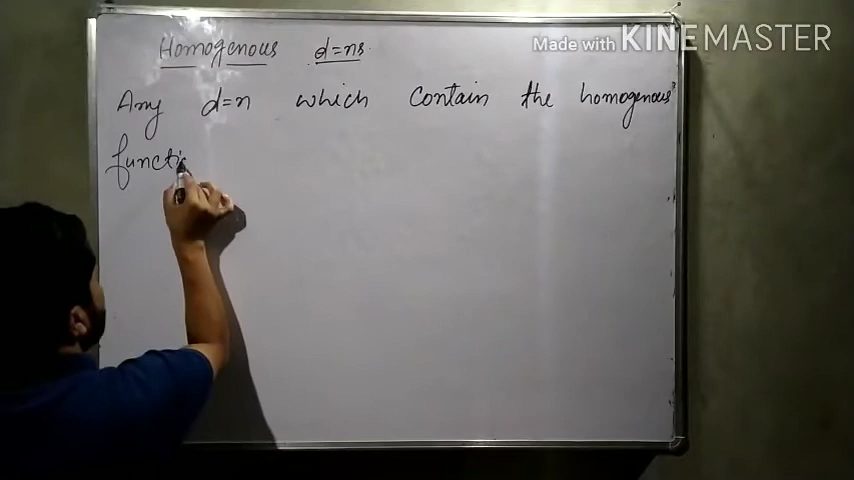 Homogenous d=ns.
Made with KINEMASTER
Any d=n which contain the homogenous
functi